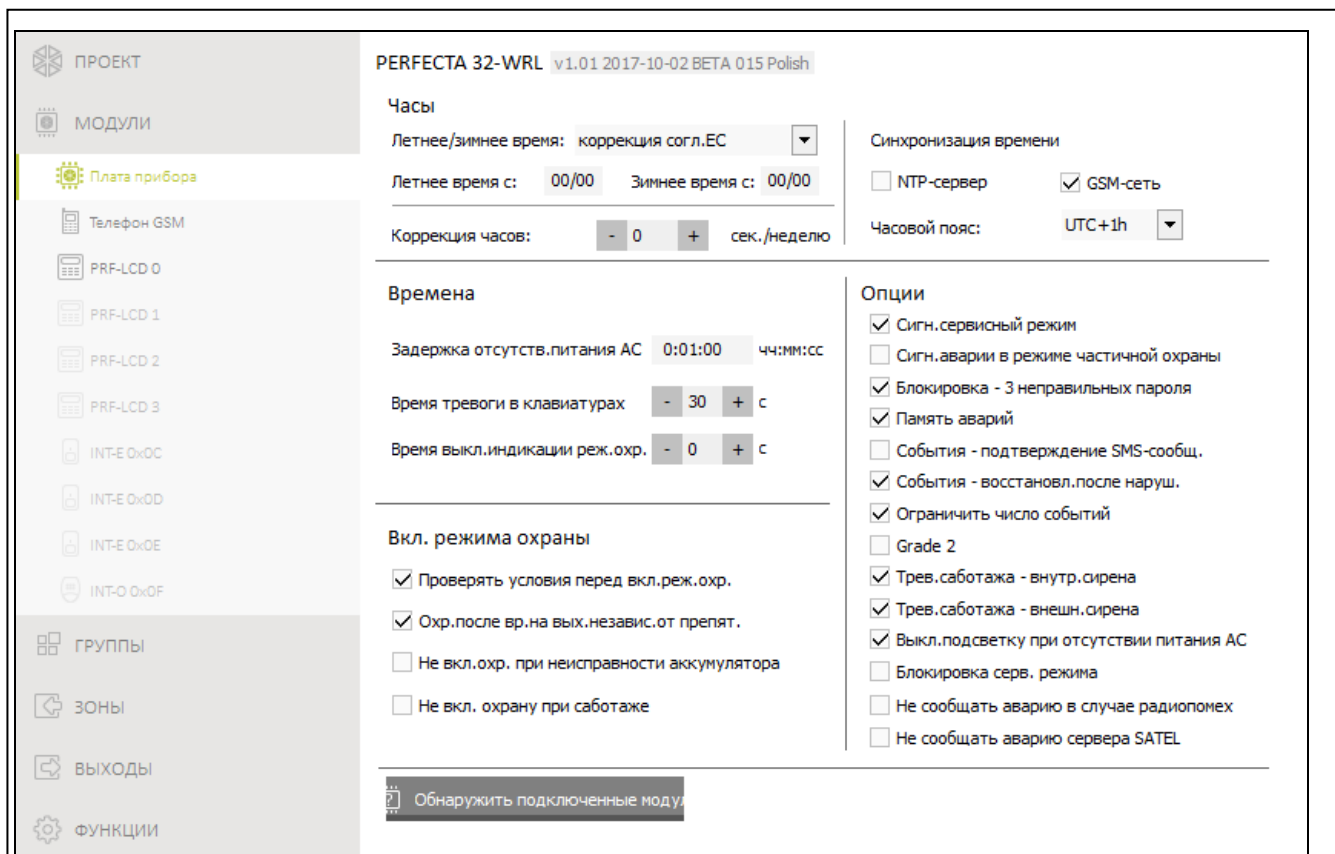 ПРОЕКТ
МОДУЛИ
Плата прибора
Телефон GSM
PRF-LCD 0
PRF-LCD 1
PRF-LCD 2
PRF-LCD 3
INT-E 0x0C
INT-E 0x0D
INT-E 0x0E
INT-O 0x0F
ГРУППЫ
ЗОНЫ
ВЫХОДЫ
ФУНКЦИИ
PERFECTA 32-WRL v1.01 2017-10-02 BETA 015 Polish
Часы
Летнее/зимнее время: коррекция согл.ЕС
Летнее время с: 00/00 Зимнее время с: 00/00
Коррекция часов: - 0 + сек./неделю
Синхронизация времени
NTP-сервер GSM-сеть
Часовой пояс: UTC+1h
Времена
Задержка отсутств.питания АС 0:01:00 чч:мм:сс
Время тревоги в клавиатурах - 30 + с
Время выкл.индикации реж.охр. - 0 + с
Вкл. режима охраны
Проверять условия перед вкл.реж.охр.
Охр.после вр.на вых.независ.от препят.
Не вкл.охр. при неисправности аккумулятора
Не вкл. охрану при саботаже
Опции
Сигн.сервисный режим
Сигн.аварии в режиме частичной охраны
Блокировка - 3 неправильных пароля
Память аварий
События - подтверждение SMS-сообщ.
События - восстановл.после наруш.
Ограничить число событий
Grade 2
Трев.саботажа - внутр.сирена
Трев.саботажа - внешн.сирена
Выкл.подсветку при отсутствии питания АС
Блокировка серв. режима
Не сообщать аварию в случае радиопомех
Не сообщать аварию сервера SATEL
Обнаружить подключенные моду